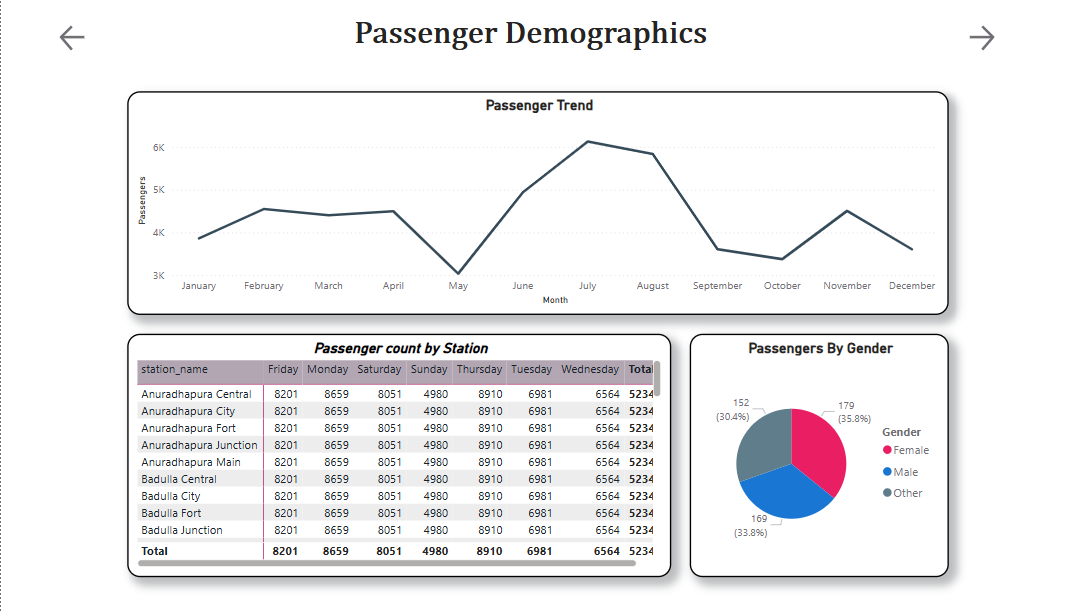 Passenger Demographics
Passenger Trend
Passengers
6K
5K
4K
3K
January February March April May June July August September October November December
Month
Passenger count by Station
station_name Friday Monday Saturday Sunday Thursday Tuesday Wednesday Total
Anuradhapura Central 8201 8659 8051 4980 8910 6981 6564 5234
Anuradhapura City 8201 8659 8051 4980 8910 6981 6564 5234
Anuradhapura Fort 8201 8659 8051 4980 8910 6981 6564 5234
Anuradhapura Junction 8201 8659 8051 4980 8910 6981 6564 5234
Anuradhapura Main 8201 8659 8051 4980 8910 6981 6564 5234
Badulla Central 8201 8659 8051 4980 8910 6981 6564 5234
Badulla City 8201 8659 8051 4980 8910 6981 6564 5234
Badulla Fort 8201 8659 8051 4980 8910 6981 6564 5234
Badulla Junction 8201 8659 8051 4980 8910 6981 6564 5234
Total 8201 8659 8051 4980 8910 6981 6564 5234
Passengers By Gender
152
(30.4%)
179
(35.8%)
169
(33.8%)
Gender
Female
Male
Other